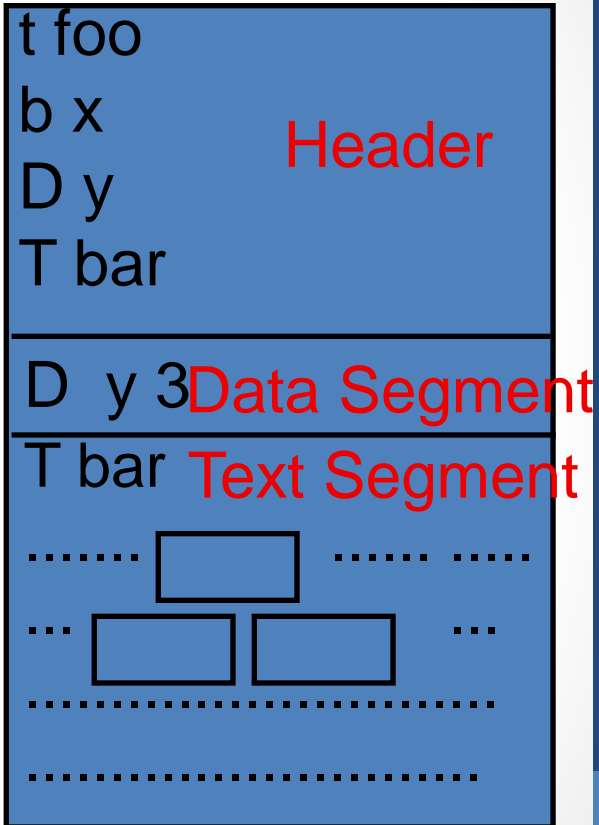 t foo
b x
Header
D y
T bar
D y 3 Data Segment
T bar Text Segment
....... ...... .....
... ...
............................
...........................